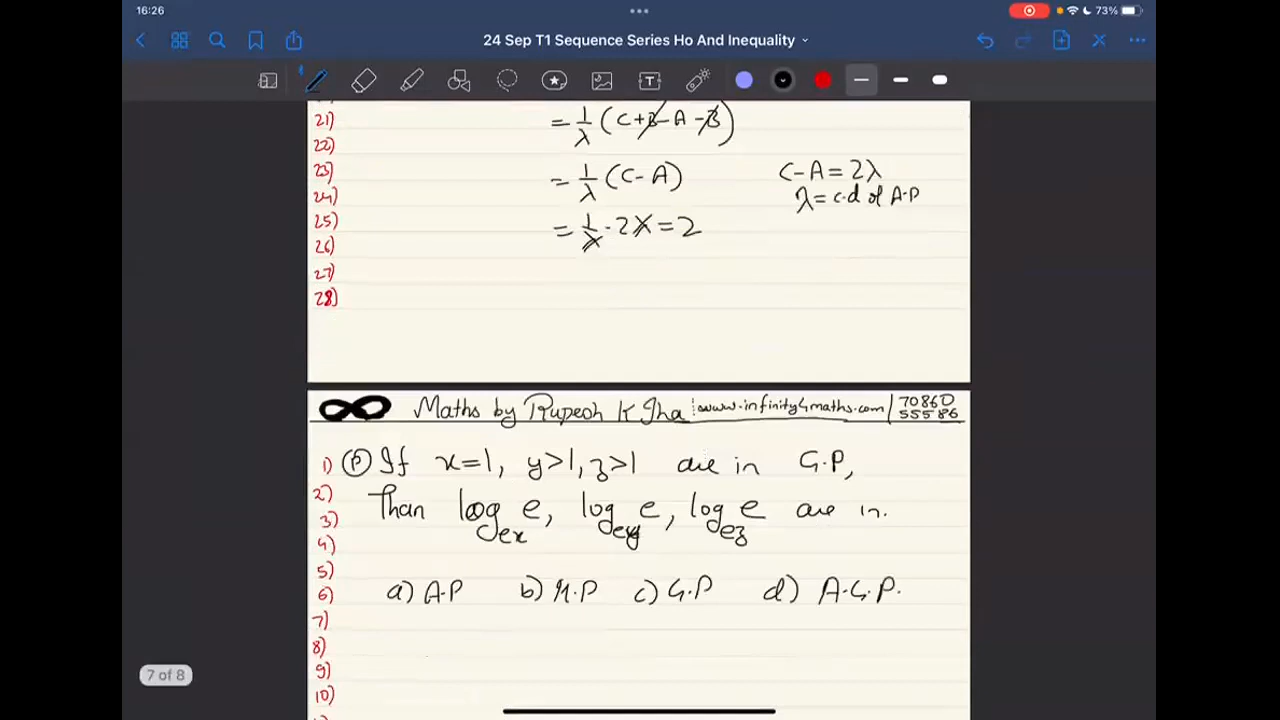 16:26
73%
24 Sep T1 Sequence Series Ho And Inequality
21) = 1/λ (C+B-A-B)
22)
23) = 1/λ (C-A) C-A=2λ
24) λ=c.d of A.P
25) = 1/λ · 2λ = 2
26)
27)
28)
∞ Maths by Rupesh K Jha www.infinity4maths.com 70860 55586
1) (P) If x=1, y>1, z>1 are in G.P,
2) Than log_ex e, log_ey e, log_ez e are in.
3)
4)
5)
6) a) A.P b) H.P c) G.P d) A.G.P.
7)
8)
9)
10)
7 of 8